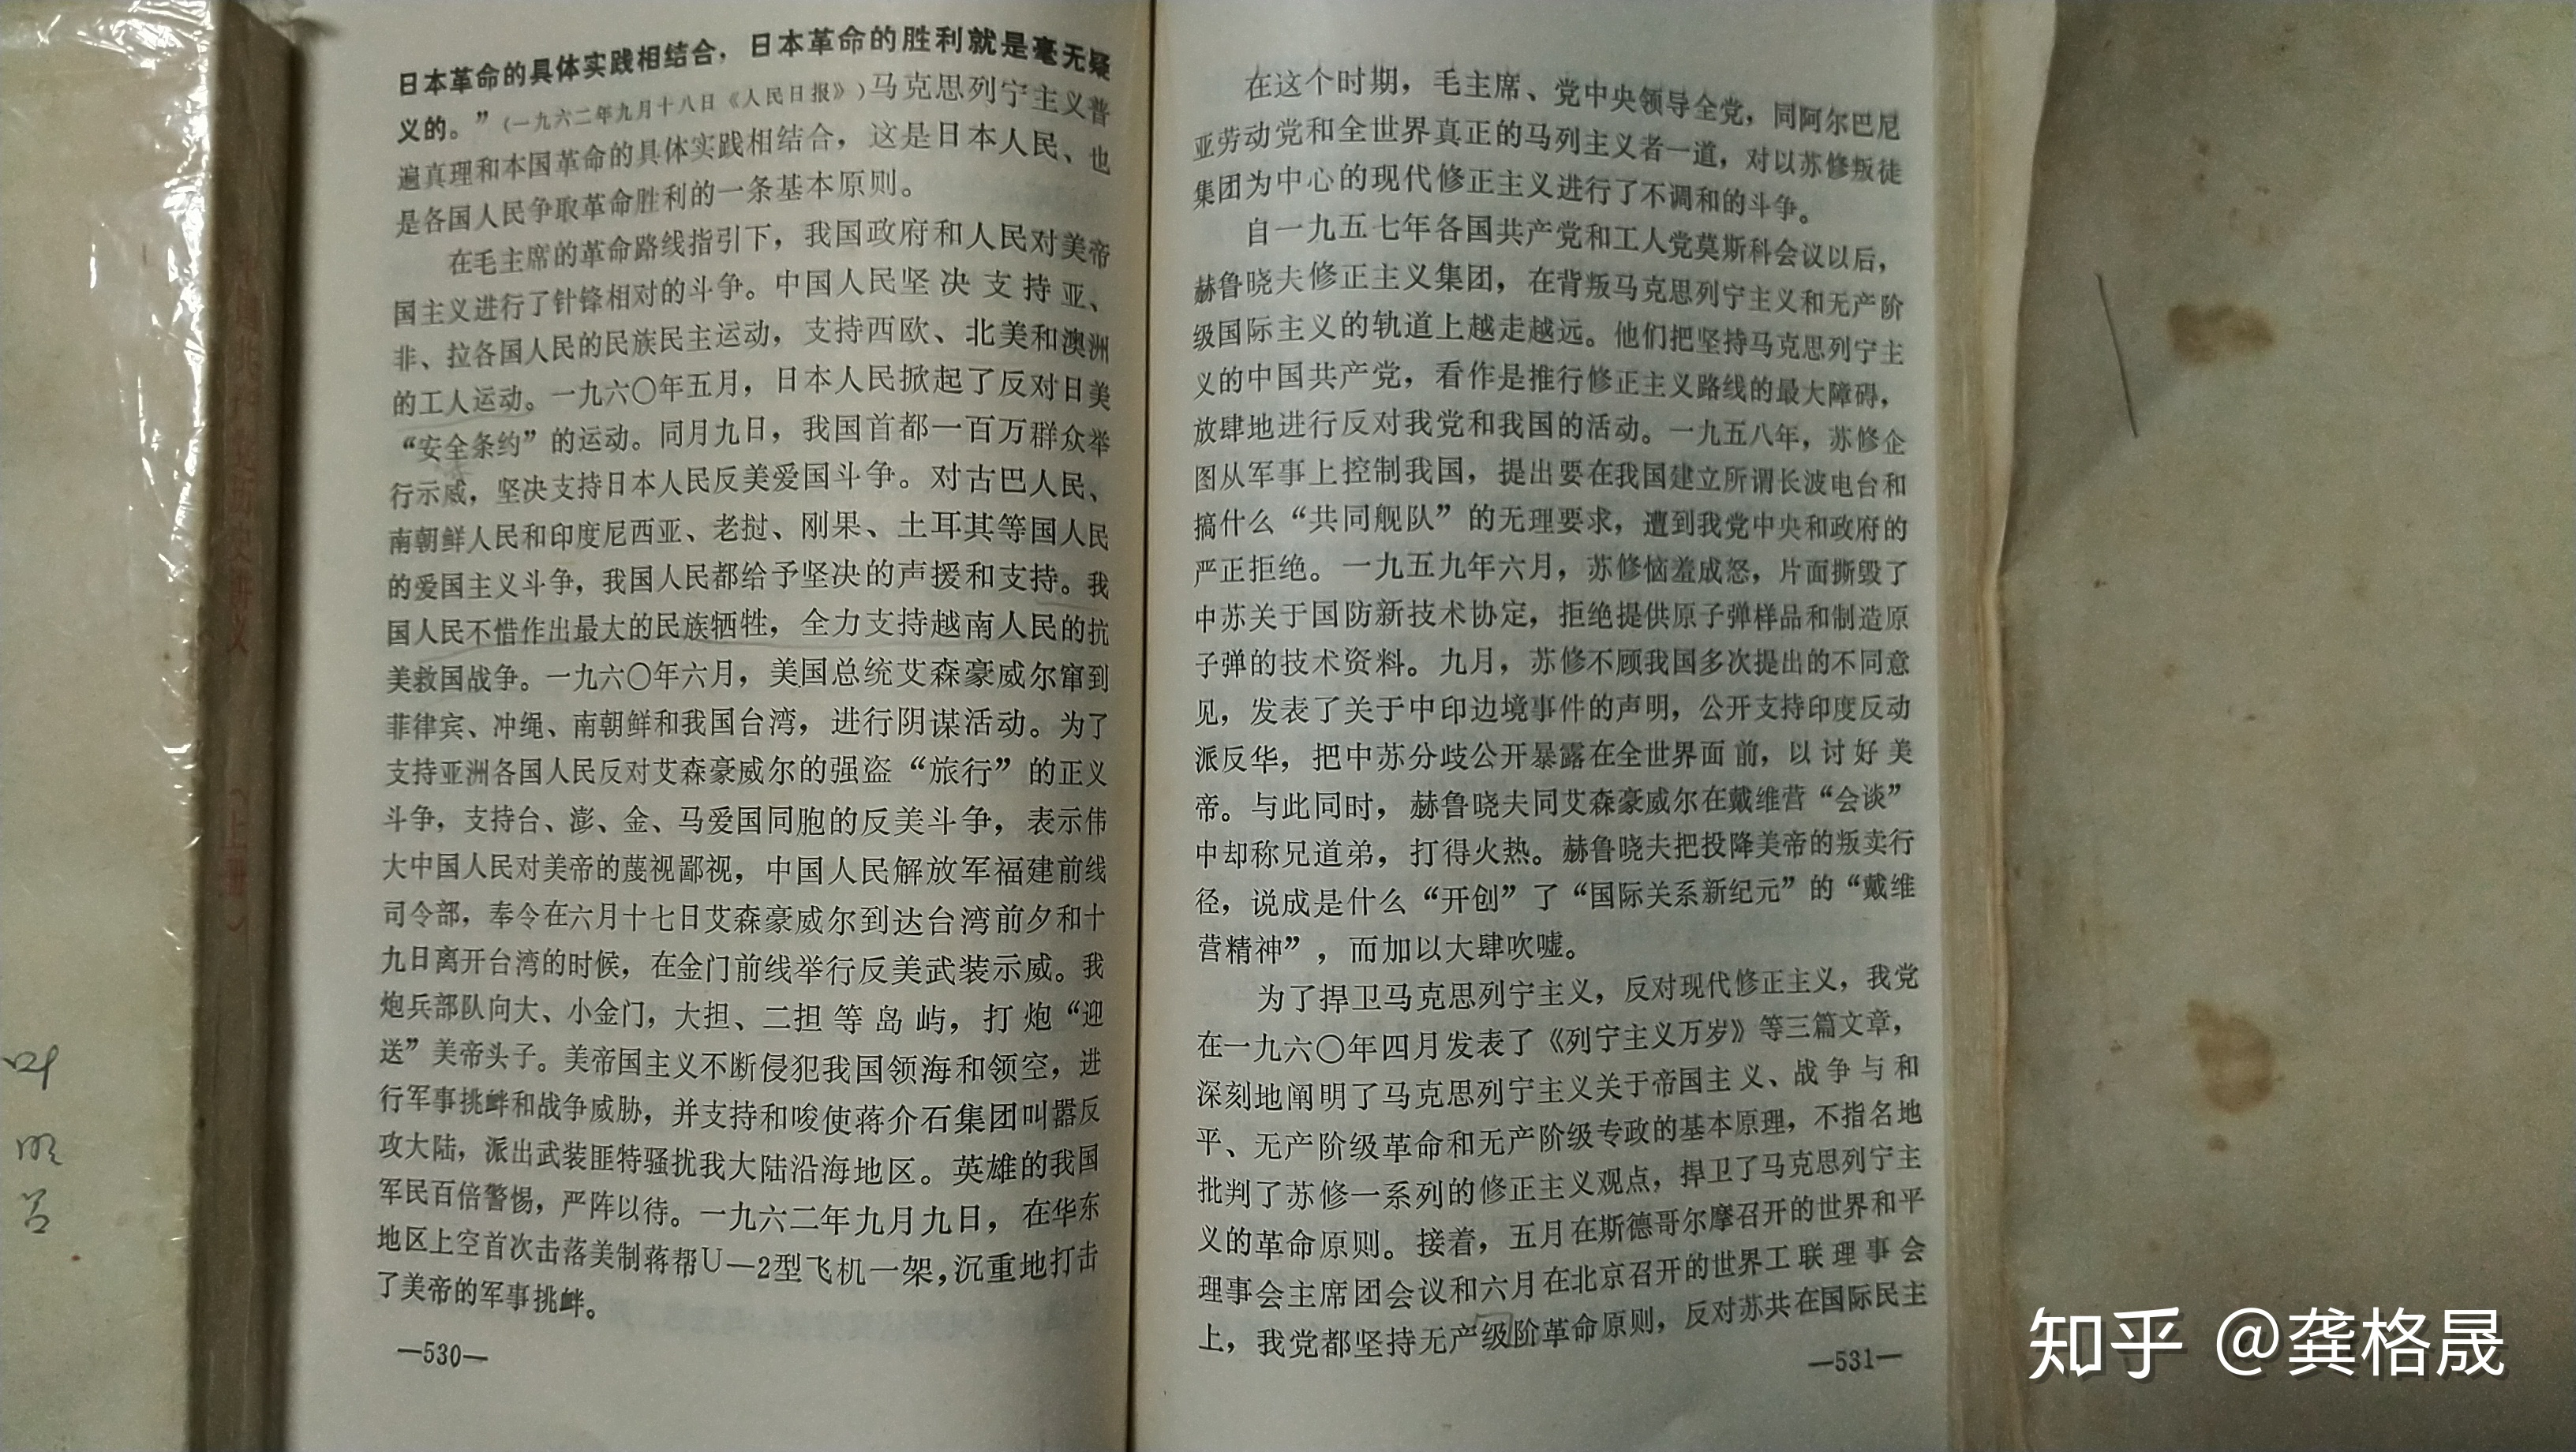 日本革命的具体实践相结合，日本革命的胜利就是毫无疑
义的。”（一九六二年九月十八日《人民日报》）马克思列宁主义普
遍真理和本国革命的具体实践相结合，这是日本人民、也
是各国人民争取革命胜利的一条基本原则。
在毛主席的革命路线指引下，我国政府和人民对美帝
国主义进行了针锋相对的斗争。中国人民坚决支持亚、
非、拉各国人民的民族民主运动，支持西欧、北美和澳洲
的工人运动。一九六〇年五月，日本人民掀起了反对日美
“安全条约”的运动。同月九日，我国首都一百万群众举
行示威，坚决支持日本人民反美爱国斗争。对古巴人民、
南朝鲜人民和印度尼西亚、老挝、刚果、土耳其等国人民
的爱国主义斗争，我国人民都给予坚决的声援和支持。我
国人民不惜作出最大的民族牺牲，全力支持越南人民的抗
美救国战争。一九六〇年六月，美国总统艾森豪威尔窜到
菲律宾、冲绳、南朝鲜和我国台湾，进行阴谋活动。为了
支持亚洲各国人民反对艾森豪威尔的强盗“旅行”的正义
斗争，支持台、澎、金、马爱国同胞的反美斗争，表示伟
大中国人民对美帝的蔑视鄙视，中国人民解放军福建前线
司令部，奉令在六月十七日艾森豪威尔到达台湾前夕和十
九日离开台湾的时候，在金门前线举行反美武装示威。我
炮兵部队向大、小金门，大担、二担等岛屿，打炮“迎
送”美帝头子。美帝国主义不断侵犯我国领海和领空，进
行军事挑衅和战争威胁，并支持和唆使蒋介石集团叫嚣反
攻大陆，派出武装匪特骚扰我大陆沿海地区。英雄的我国
军民百倍警惕，严阵以待。一九六二年九月九日，在华东
地区上空首次击落美制蒋帮U—2型飞机一架，沉重地打击
了美帝的军事挑衅。
—530—
在这个时期，毛主席、党中央领导全党，同阿尔巴尼
亚劳动党和全世界真正的马列主义者一道，对以苏修叛徒
集团为中心的现代修正主义进行了不调和的斗争。
自一九五七年各国共产党和工人党莫斯科会议以后，
赫鲁晓夫修正主义集团，在背叛马克思列宁主义和无产阶
级国际主义的轨道上越走越远。他们把坚持马克思列宁主
义的中国共产党，看作是推行修正主义路线的最大障碍，
放肆地进行反对我党和我国的活动。一九五八年，苏修企
图从军事上控制我国，提出要在我国建立所谓长波电台和
搞什么“共同舰队”的无理要求，遭到我党中央和政府的
严正拒绝。一九五九年六月，苏修恼羞成怒，片面撕毁了
中苏关于国防新技术协定，拒绝提供原子弹样品和制造原
子弹的技术资料。九月，苏修不顾我国多次提出的不同意
见，发表了关于中印边境事件的声明，公开支持印度反动
派反华，把中苏分歧公开暴露在全世界面前，以讨好美
帝。与此同时，赫鲁晓夫同艾森豪威尔在戴维营“会谈”
中却称兄道弟，打得火热。赫鲁晓夫把投降美帝的叛卖行
径，说成是什么“开创”了“国际关系新纪元”的“戴维
营精神”，而加以大肆吹嘘。
为了捍卫马克思列宁主义，反对现代修正主义，我党
在一九六〇年四月发表了《列宁主义万岁》等三篇文章，
深刻地阐明了马克思列宁主义关于帝国主义、战争与和
平、无产阶级革命和无产阶级专政的基本原理，不指名地
批判了苏修一系列的修正主义观点，捍卫了马克思列宁主
义的革命原则。接着，五月在斯德哥尔摩召开的世界和平
理事会主席团会议和六月在北京召开的世界工联理事会
上，我党都坚持无产级阶革命原则，反对苏共在国际民主
—531—
知乎 @龚格晟